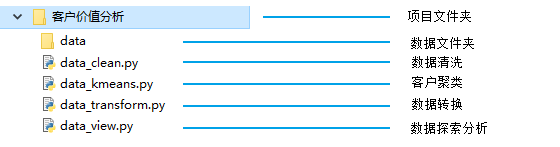 客户价值分析 项目文件夹
data 数据文件夹
data_clean.py 数据清洗
data_kmeans.py 客户聚类
data_transform.py 数据转换
data_view.py 数据探索分析